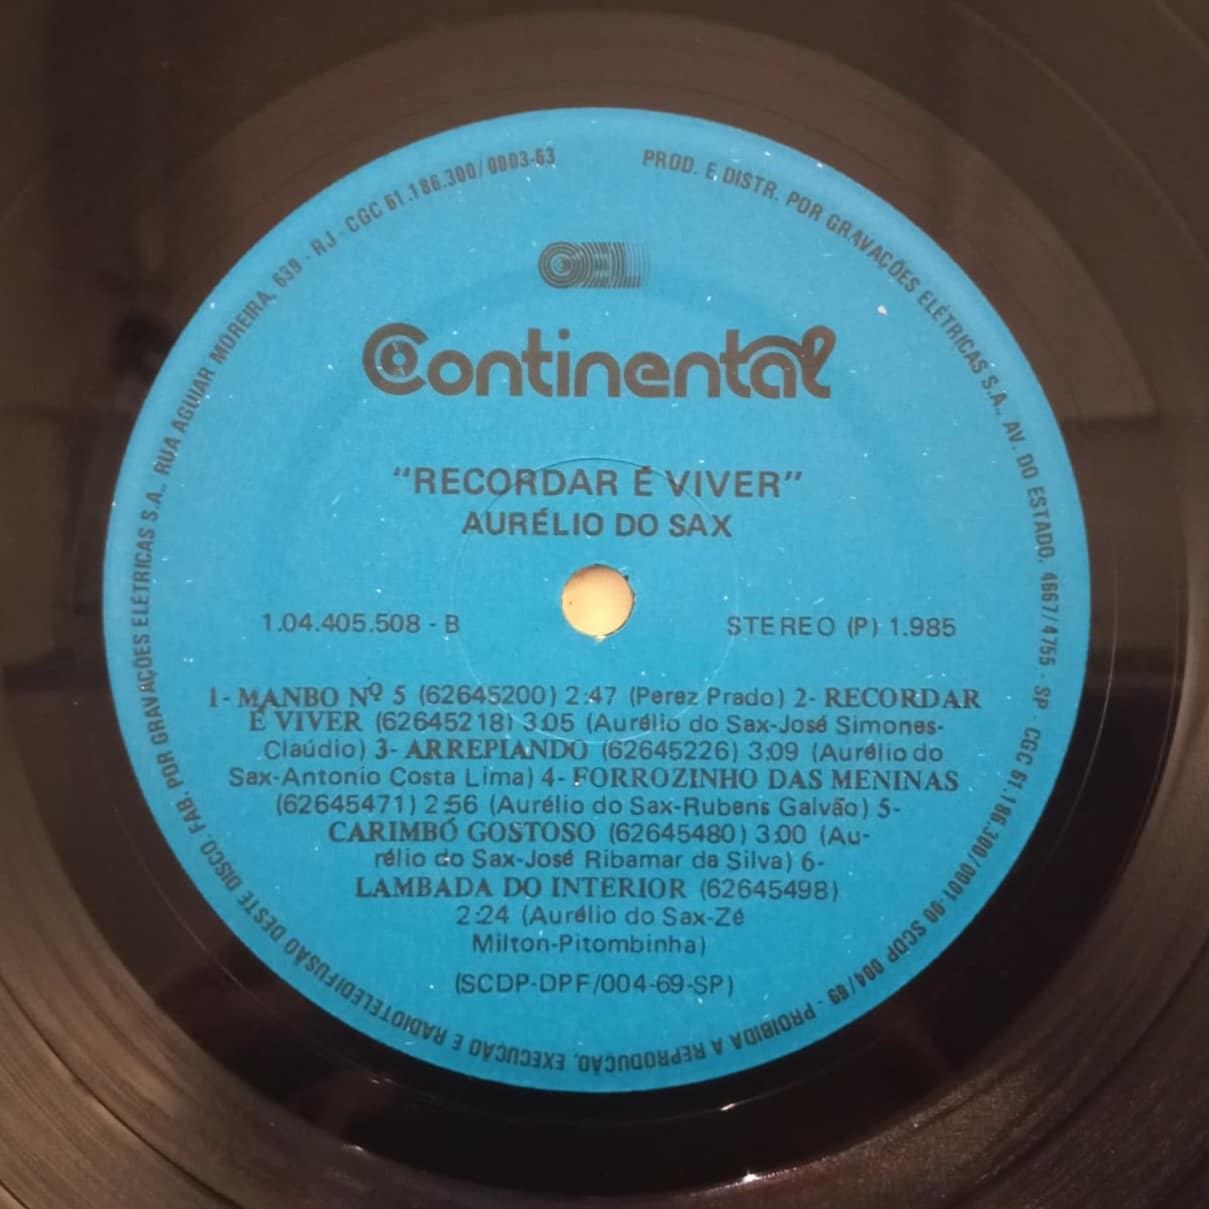 PROD. E DISTR. POR GRAVAÇÕES ELÉTRICAS S.A., AV. DO ESTADO, 4667/4755 - SP - CGC 61.186.300/0001-00 SCDP 004/69 - PROIBIDA A REPRODUÇÃO, EXECUÇÃO E RADIOTELEDIFUSÃO DESTE DISCO. FAB. POR GRAVAÇÕES ELÉTRICAS S.A., RUA AGUIAR MOREIRA, 639 - RJ - CGC 61.186.300/0003-63
GEL
Continental
"RECORDAR É VIVER"
AURÉLIO DO SAX
1.04.405.508 - B
STEREO (P) 1.985
1- MANBO Nº 5 (62645200) 2:47 (Perez Prado) 2- RECORDAR
É VIVER (62645218) 3:05 (Aurélio do Sax-José Simones-
Claúdio) 3- ARREPIANDO (62645226) 3:09 (Aurélio do
Sax-Antonio Costa Lima) 4- FORROZINHO DAS MENINAS
(62645471) 2:56 (Aurélio do Sax-Rubens Galvão) 5-
CARIMBÓ GOSTOSO (62645480) 3:00 (Au-
rélio do Sax-José Ribamar da Silva) 6-
LAMBADA DO INTERIOR (62645498)
2:24 (Aurélio do Sax-Zé
Milton-Pitombinha)
(SCDP-DPF/004-69-SP)